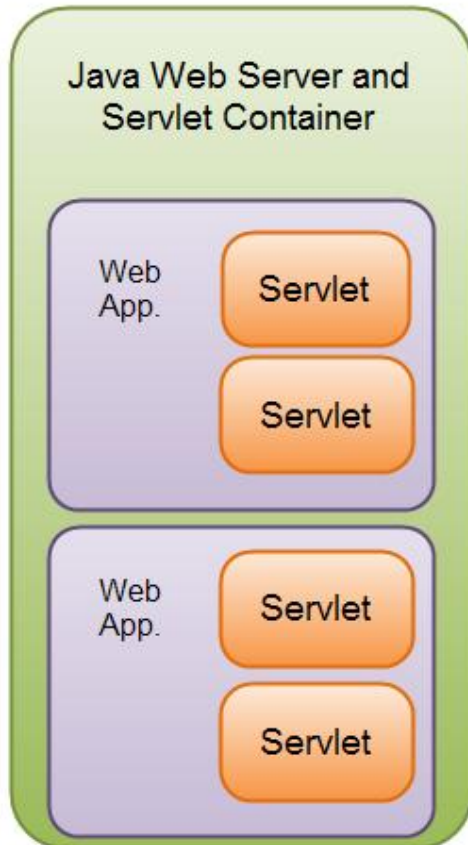 Java Web Server and
Servlet Container
Web
App.
Servlet
Servlet
Web
App.
Servlet
Servlet